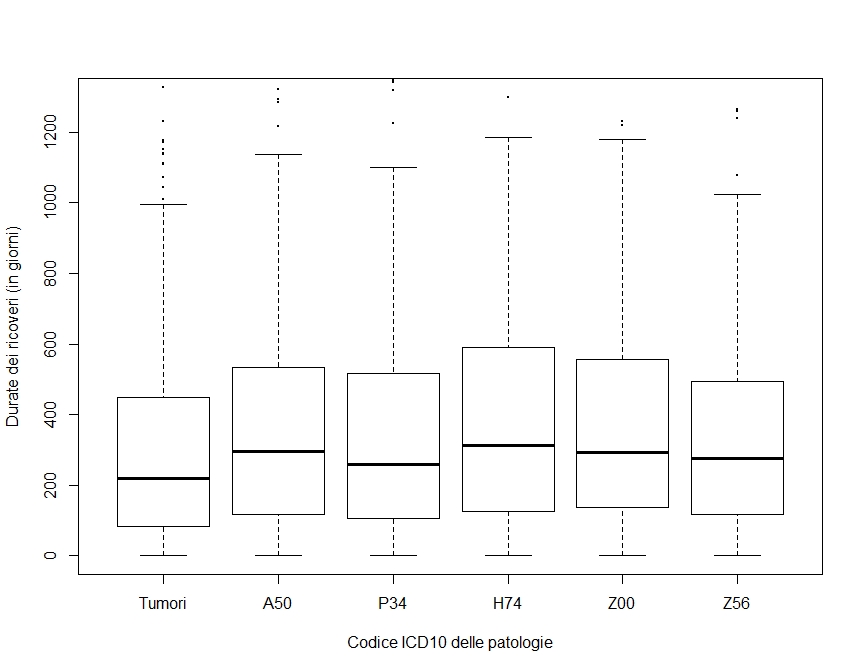 Durate dei ricoveri (in giorni)
1200
1000
800
600
400
200
0
Tumori A50 P34 H74 Z00 Z56
Codice ICD10 delle patologie